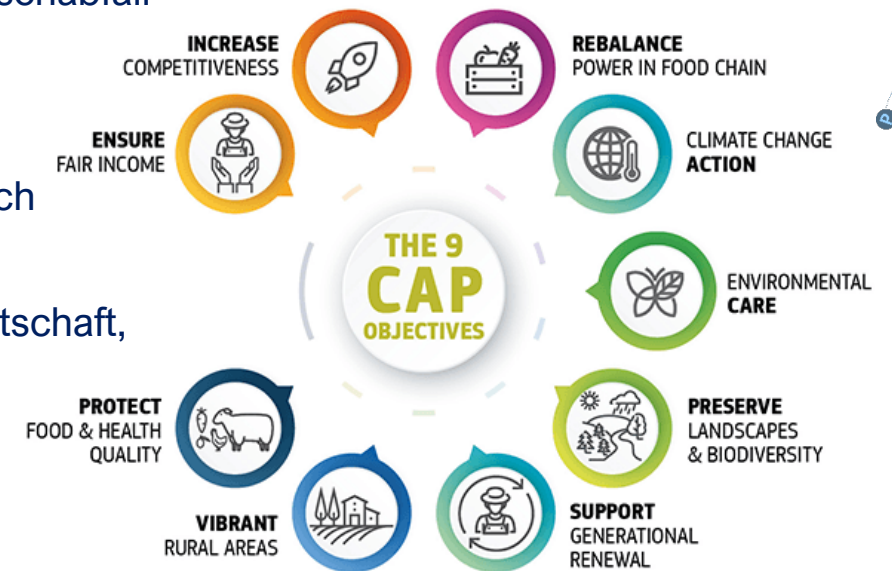 INCREASE
COMPETITIVENESS
REBALANCE
POWER IN FOOD CHAIN
ENSURE
FAIR INCOME
CLIMATE CHANGE
ACTION
ch
THE 9
CAP
OBJECTIVES
ENVIRONMENTAL
CARE
tschaft,
PROTECT
FOOD & HEALTH
QUALITY
PRESERVE
LANDSCAPES
& BIODIVERSITY
VIBRANT
RURAL AREAS
SUPPORT
GENERATIONAL
RENEWAL